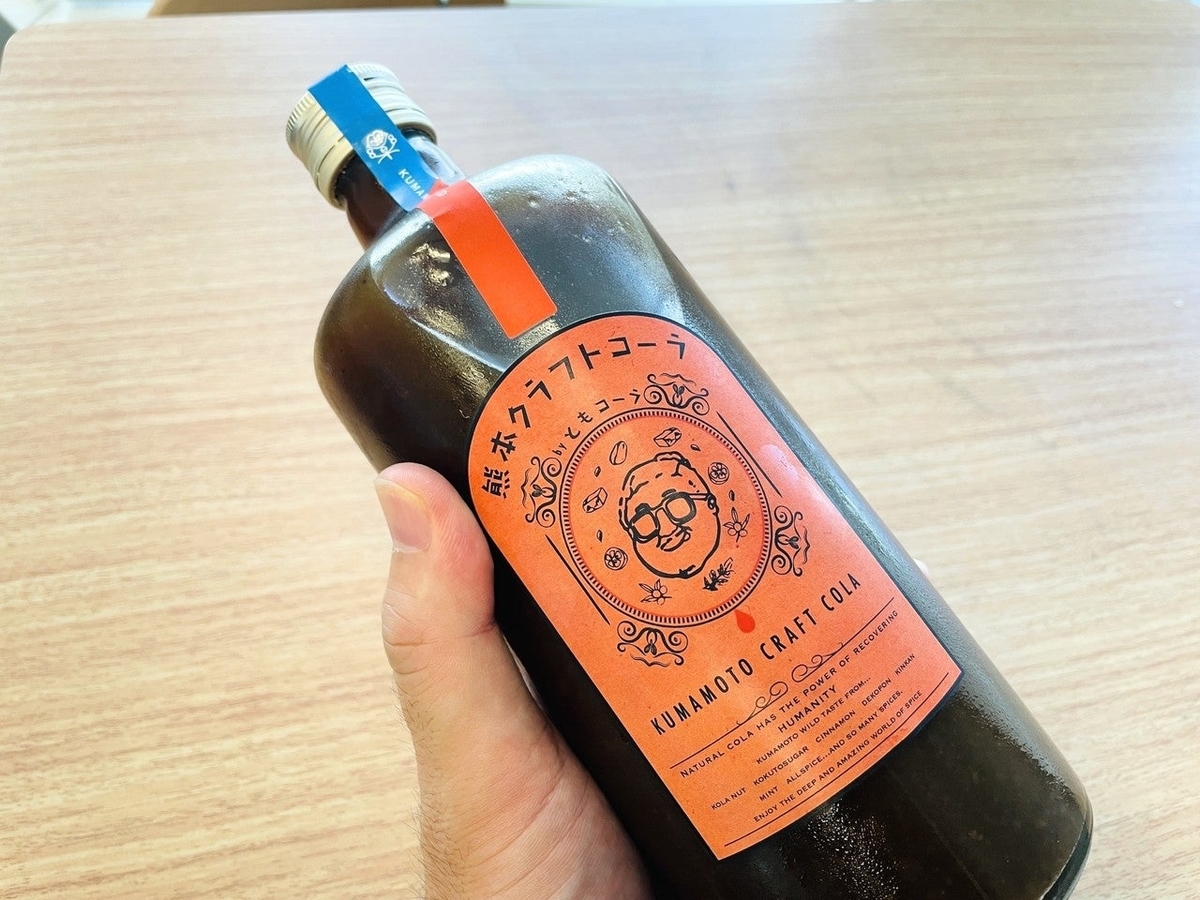 KUMAMOTO
熊本クラフトコーラ
by ともコーラ
KUMAMOTO CRAFT COLA
NATURAL COLA HAS THE POWER OF RECOVERING
HUMANITY
KUMAMOTO WILD TASTE FROM...
KOLA NUT KOKUTOSUGAR CINNAMON DEKOPON KINKAN
MINT ALLSPICE...AND SO MANY SPICES.
ENJOY THE DEEP AND AMAZING WORLD OF SPICE